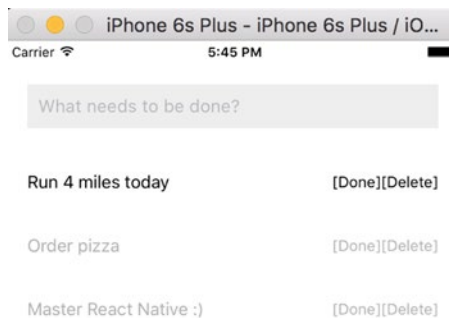 iPhone 6s Plus - iPhone 6s Plus / iO...
Carrier 5:45 PM
What needs to be done?
Run 4 miles today [Done][Delete]
Order pizza [Done][Delete]
Master React Native :) [Done][Delete]